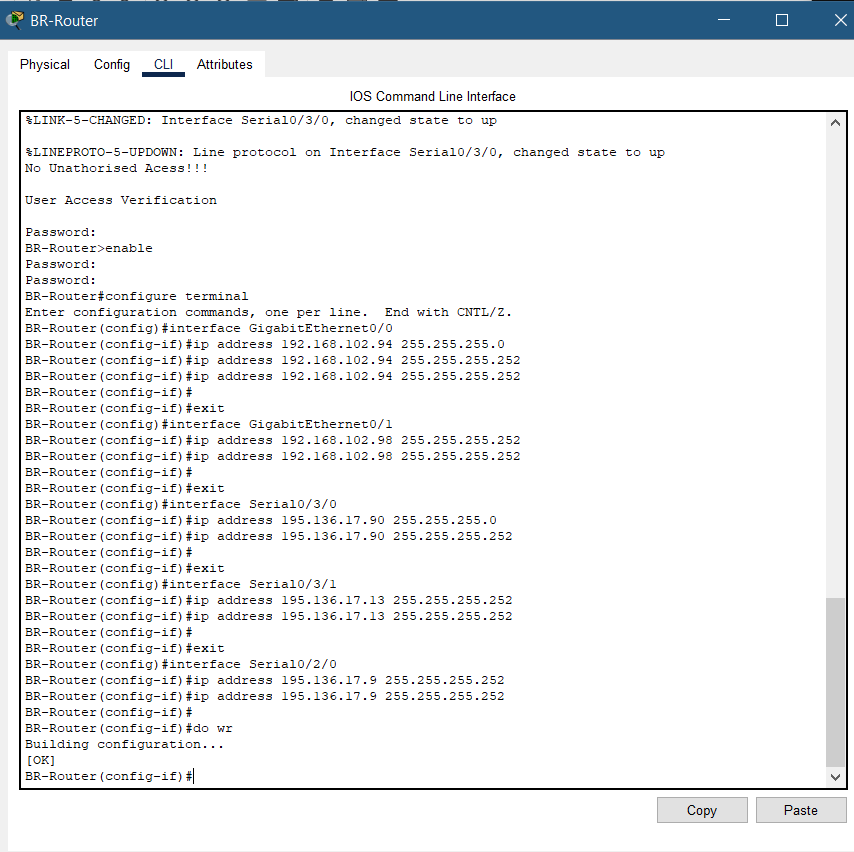 BR-Router
Physical Config CLI Attributes
IOS Command Line Interface
%LINK-5-CHANGED: Interface Serial0/3/0, changed state to up
%LINEPROTO-5-UPDOWN: Line protocol on Interface Serial0/3/0, changed state to up
No Unathorised Acess!!!
User Access Verification
Password:
BR-Router>enable
Password:
Password:
BR-Router#configure terminal
Enter configuration commands, one per line.  End with CNTL/Z.
BR-Router(config)#interface GigabitEthernet0/0
BR-Router(config-if)#ip address 192.168.102.94 255.255.255.0
BR-Router(config-if)#ip address 192.168.102.94 255.255.255.252
BR-Router(config-if)#ip address 192.168.102.94 255.255.255.252
BR-Router(config-if)#
BR-Router(config-if)#exit
BR-Router(config)#interface GigabitEthernet0/1
BR-Router(config-if)#ip address 192.168.102.98 255.255.255.252
BR-Router(config-if)#ip address 192.168.102.98 255.255.255.252
BR-Router(config-if)#
BR-Router(config-if)#exit
BR-Router(config)#interface Serial0/3/0
BR-Router(config-if)#ip address 195.136.17.90 255.255.255.0
BR-Router(config-if)#ip address 195.136.17.90 255.255.255.252
BR-Router(config-if)#
BR-Router(config-if)#exit
BR-Router(config)#interface Serial0/3/1
BR-Router(config-if)#ip address 195.136.17.13 255.255.255.252
BR-Router(config-if)#ip address 195.136.17.13 255.255.255.252
BR-Router(config-if)#
BR-Router(config-if)#exit
BR-Router(config)#interface Serial0/2/0
BR-Router(config-if)#ip address 195.136.17.9 255.255.255.252
BR-Router(config-if)#ip address 195.136.17.9 255.255.255.252
BR-Router(config-if)#
BR-Router(config-if)#do wr
Building configuration...
[OK]
BR-Router(config-if)#
Copy Paste